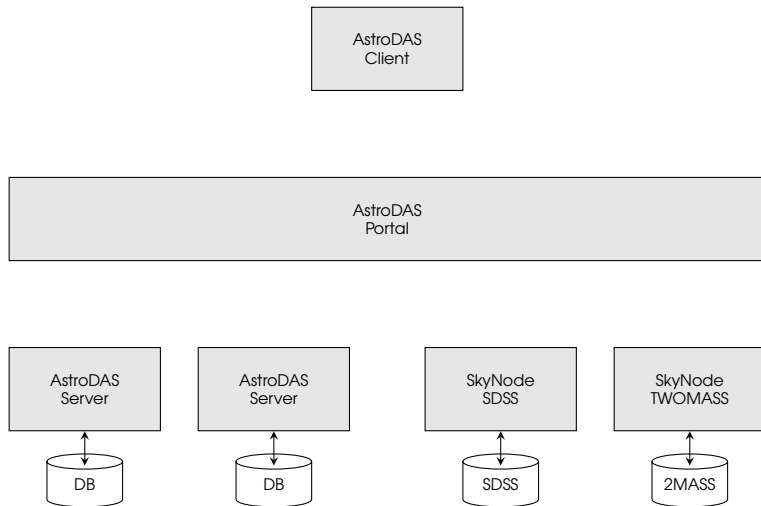 AstroDAS
Client
AstroDAS
Portal
AstroDAS
Server
AstroDAS
Server
SkyNode
SDSS
SkyNode
TWOMASS
DB
DB
SDSS
2MASS